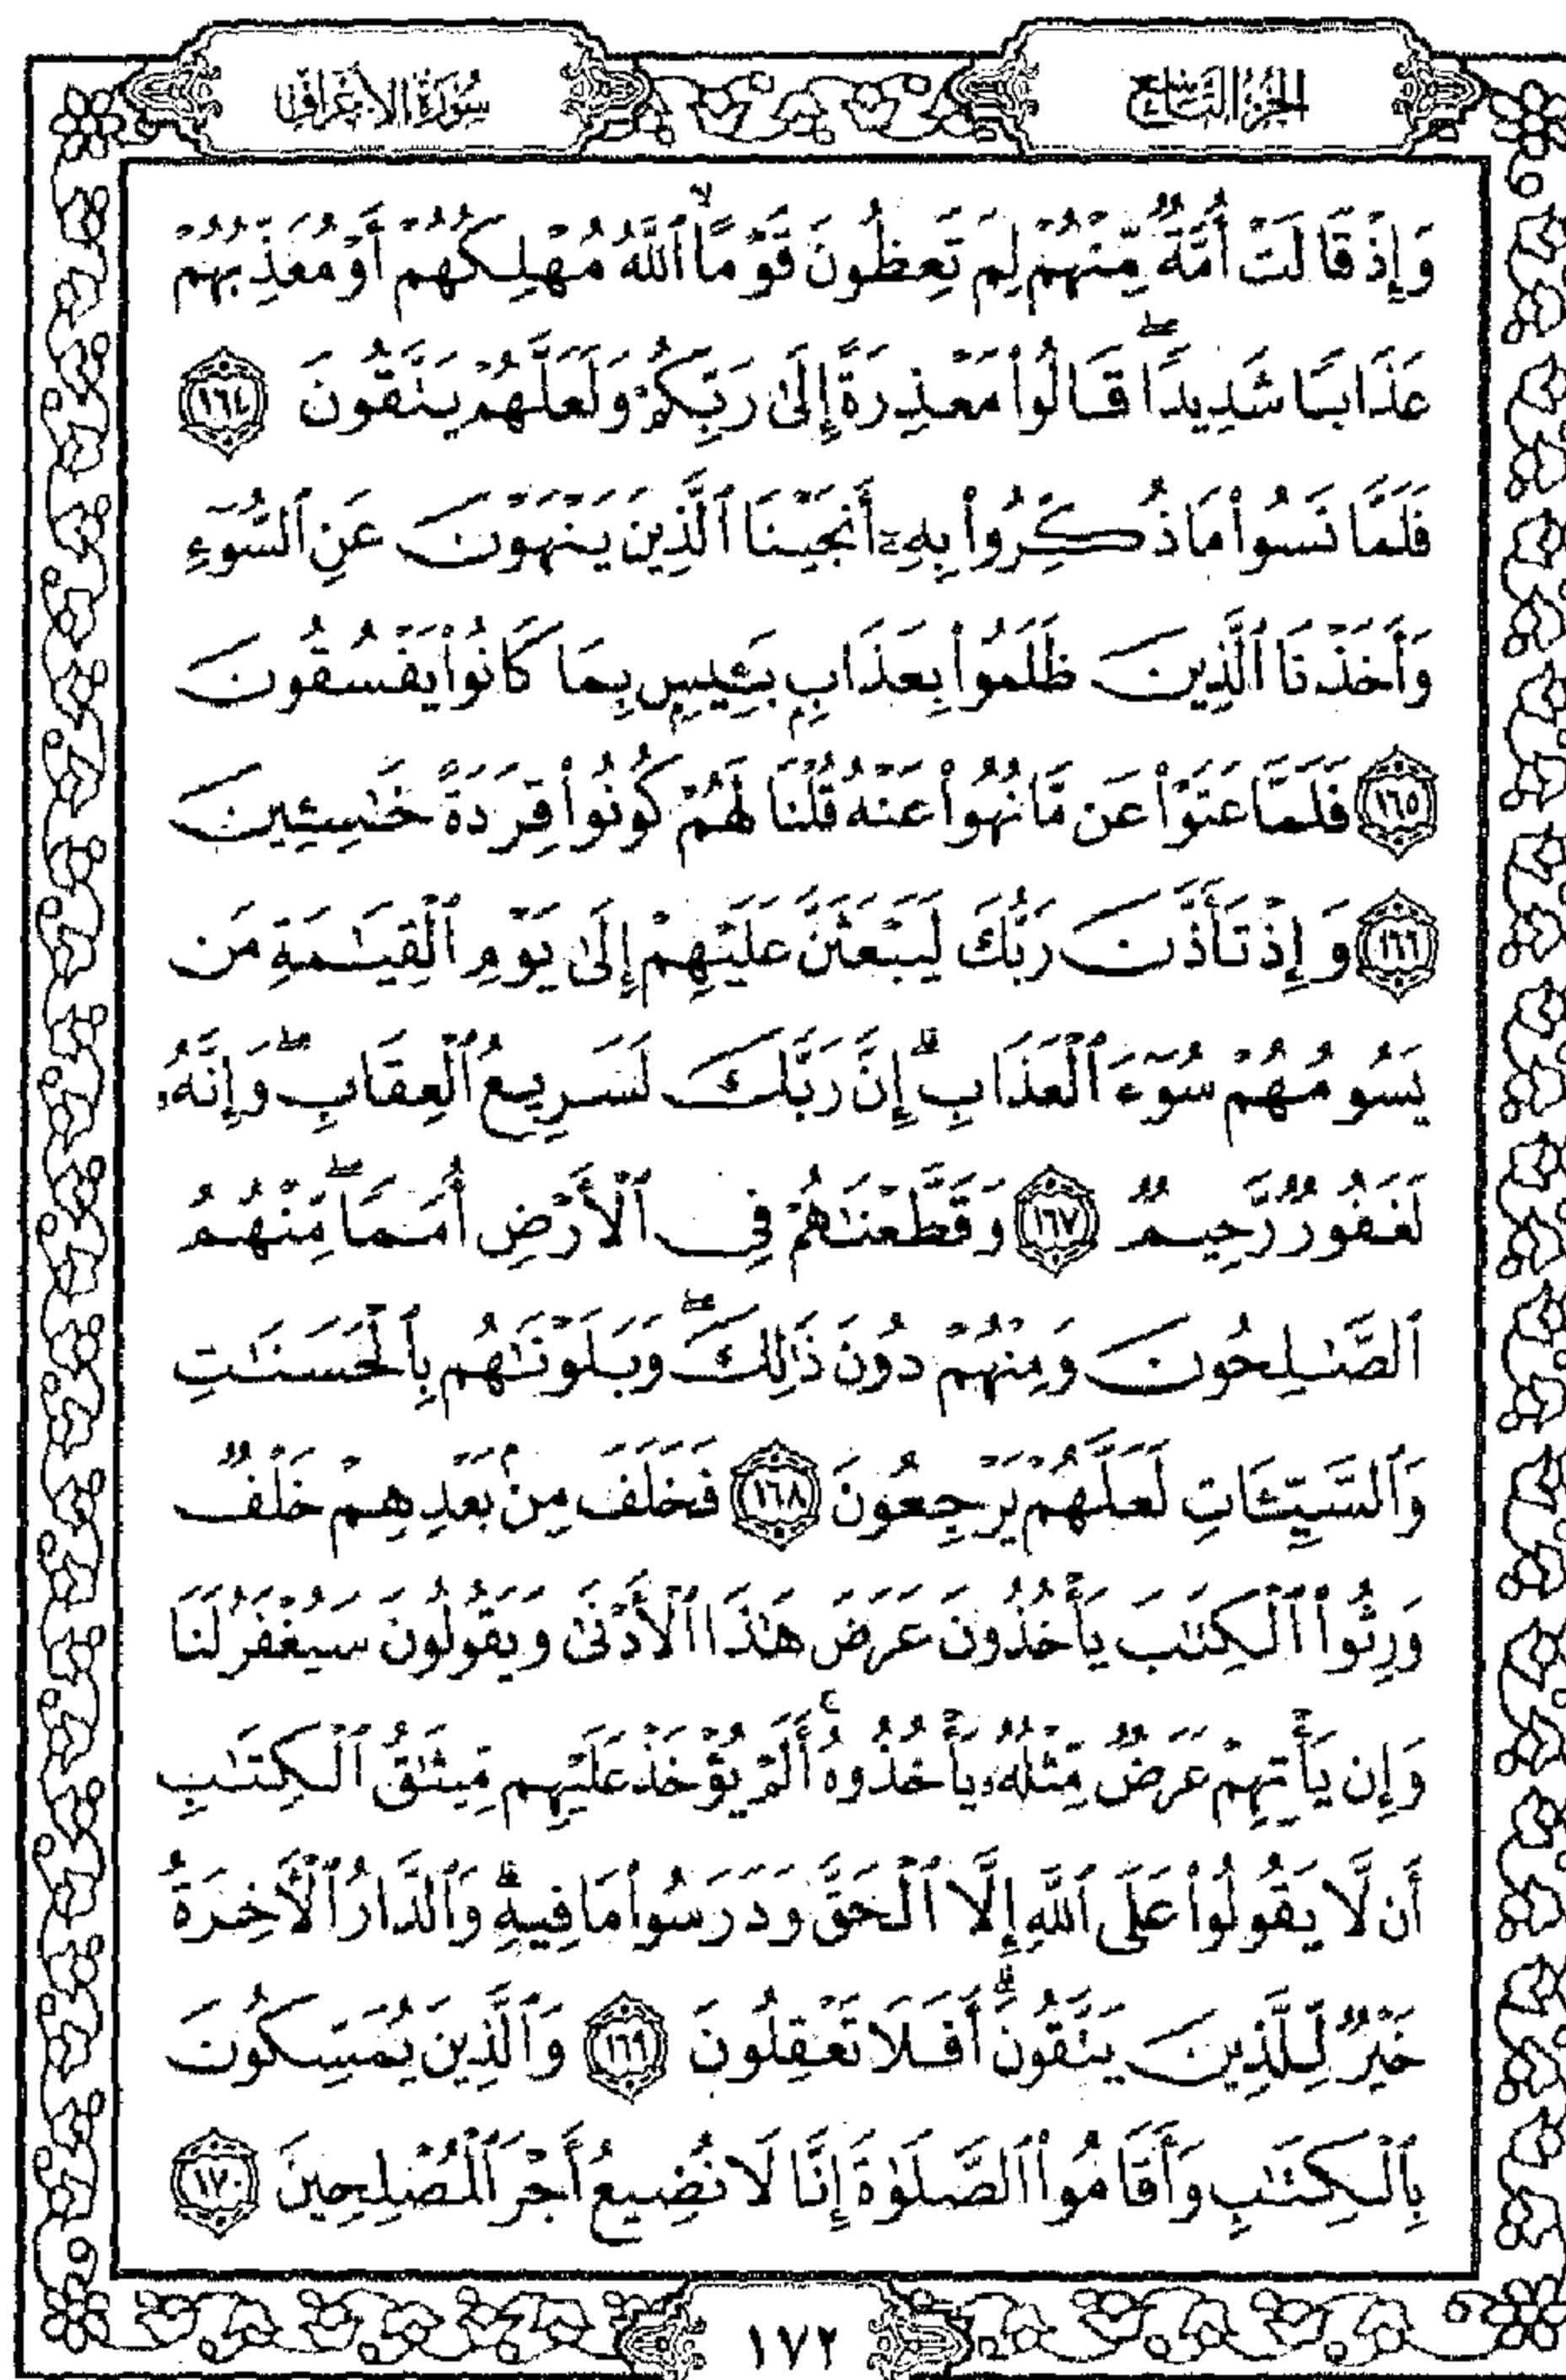 الجزء التاسع
سورة الأعراف
وَإِذْ قَالَتْ أُمَّةٌ مِّنْهُمْ لِمَ تَعِظُونَ قَوْمًا ۙ ٱللَّهُ مُهْلِكُهُمْ أَوْ مُعَذِّبُهُمْ
عَذَابًا شَدِيدًا ۖ قَالُوا۟ مَعْذِرَةً إِلَىٰ رَبِّكُمْ وَلَعَلَّهُمْ يَتَّقُونَ ١٦٤
فَلَمَّا نَسُوا۟ مَا ذُكِّرُوا۟ بِهِۦٓ أَنجَيْنَا ٱلَّذِينَ يَنْهَوْنَ عَنِ ٱلسُّوٓءِ
وَأَخَذْنَا ٱلَّذِينَ ظَلَمُوا۟ بِعَذَابٍۭ بَـِٔيسٍۭ بِمَا كَانُوا۟ يَفْسُقُونَ
١٦٥ فَلَمَّا عَتَوْا۟ عَن مَّا نُهُوا۟ عَنْهُ قُلْنَا لَهُمْ كُونُوا۟ قِرَدَةً خَـٰسِـِٔينَ
١٦٦ وَإِذْ تَأَذَّنَ رَبُّكَ لَيَبْعَثَنَّ عَلَيْهِمْ إِلَىٰ يَوْمِ ٱلْقِيَـٰمَةِ مَن
يَسُومُهُمْ سُوٓءَ ٱلْعَذَابِ ۗ إِنَّ رَبَّكَ لَسَرِيعُ ٱلْعِقَابِ ۖ وَإِنَّهُۥ
لَغَفُورٌ رَّحِيمٌ ١٦٧ وَقَطَّعْنَـٰهُمْ فِى ٱلْأَرْضِ أُمَمًا ۖ مِّنْهُمُ
ٱلصَّـٰلِحُونَ وَمِنْهُمْ دُونَ ذَٰلِكَ ۖ وَبَلَوْنَـٰهُم بِٱلْحَسَنَـٰتِ
وَٱلسَّيِّـَٔاتِ لَعَلَّهُمْ يَرْجِعُونَ ١٦٨ فَخَلَفَ مِنۢ بَعْدِهِمْ خَلْفٌ
وَرِثُوا۟ ٱلْكِتَـٰبَ يَأْخُذُونَ عَرَضَ هَـٰذَا ٱلْأَدْنَىٰ وَيَقُولُونَ سَيُغْفَرُ لَنَا
وَإِن يَأْتِهِمْ عَرَضٌ مِّثْلُهُۥ يَأْخُذُوهُ ۚ أَلَمْ يُؤْخَذْ عَلَيْهِم مِّيثَـٰقُ ٱلْكِتَـٰبِ
أَن لَّا يَقُولُوا۟ عَلَى ٱللَّهِ إِلَّا ٱلْحَقَّ وَدَرَسُوا۟ مَا فِيهِ ۗ وَٱلدَّارُ ٱلْـَٔاخِرَةُ
خَيْرٌ لِّلَّذِينَ يَتَّقُونَ ۗ أَفَلَا تَعْقِلُونَ ١٦٩ وَٱلَّذِينَ يُمَسِّكُونَ
بِٱلْكِتَـٰبِ وَأَقَامُوا۟ ٱلصَّلَوٰةَ إِنَّا لَا نُضِيعُ أَجْرَ ٱلْمُصْلِحِينَ ١٧٠
١٧٢